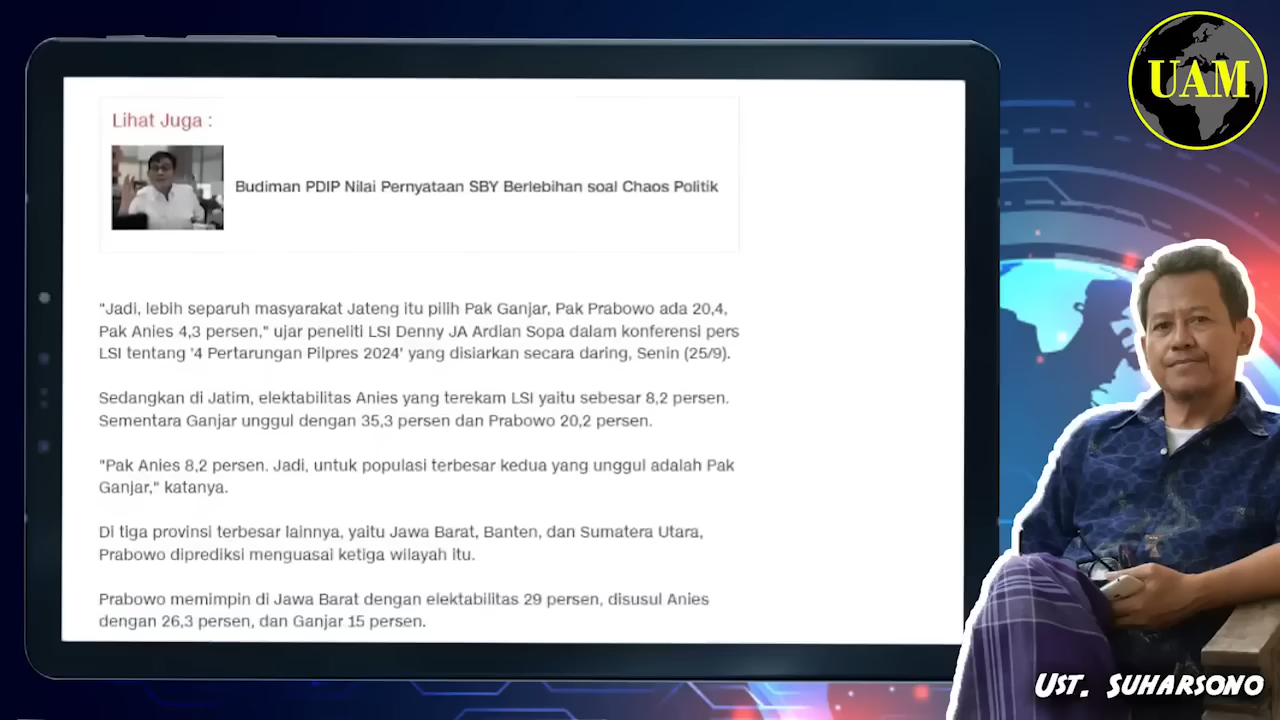 UAM
Lihat Juga :
Budiman PDIP Nilai Pernyataan SBY Berlebihan soal Chaos Politik
"Jadi, lebih separuh masyarakat Jateng itu pilih Pak Ganjar, Pak Prabowo ada 20,4,
Pak Anies 4,3 persen," ujar peneliti LSI Denny JA Ardian Sopa dalam konferensi pers
LSI tentang '4 Pertarungan Pilpres 2024' yang disiarkan secara daring, Senin (25/9).
Sedangkan di Jatim, elektabilitas Anies yang terekam LSI yaitu sebesar 8,2 persen.
Sementara Ganjar unggul dengan 35,3 persen dan Prabowo 20,2 persen.
"Pak Anies 8,2 persen. Jadi, untuk populasi terbesar kedua yang unggul adalah Pak
Ganjar," katanya.
Di tiga provinsi terbesar lainnya, yaitu Jawa Barat, Banten, dan Sumatera Utara,
Prabowo diprediksi menguasai ketiga wilayah itu.
Prabowo memimpin di Jawa Barat dengan elektabilitas 29 persen, disusul Anies
dengan 26,3 persen, dan Ganjar 15 persen.
Ust. Suharsono